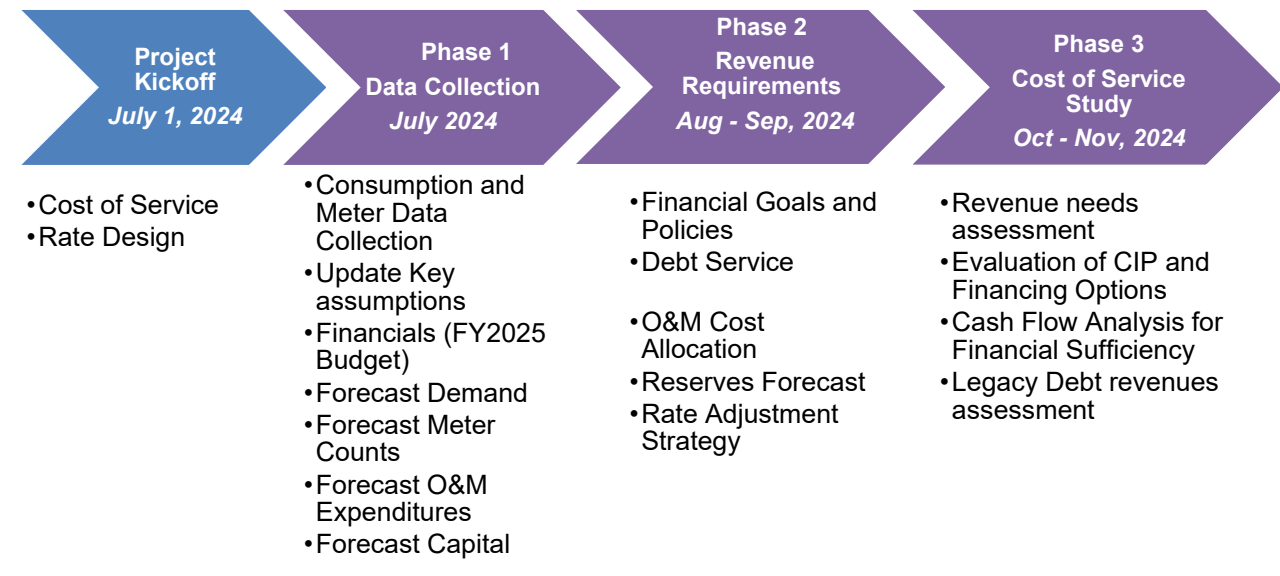 Project
Kickoff
July 1, 2024
•Cost of Service
•Rate Design
Phase 1
Data Collection
July 2024
•Consumption and
Meter Data
Collection
•Update Key
assumptions
•Financials (FY2025
Budget)
•Forecast Demand
•Forecast Meter
Counts
•Forecast O&M
Expenditures
•Forecast Capital
Phase 2
Revenue
Requirements
Aug - Sep, 2024
•Financial Goals and
Policies
•Debt Service
•O&M Cost
Allocation
•Reserves Forecast
•Rate Adjustment
Strategy
Phase 3
Cost of Service
Study
Oct - Nov, 2024
•Revenue needs
assessment
•Evaluation of CIP and
Financing Options
•Cash Flow Analysis for
Financial Sufficiency
•Legacy Debt revenues
assessment